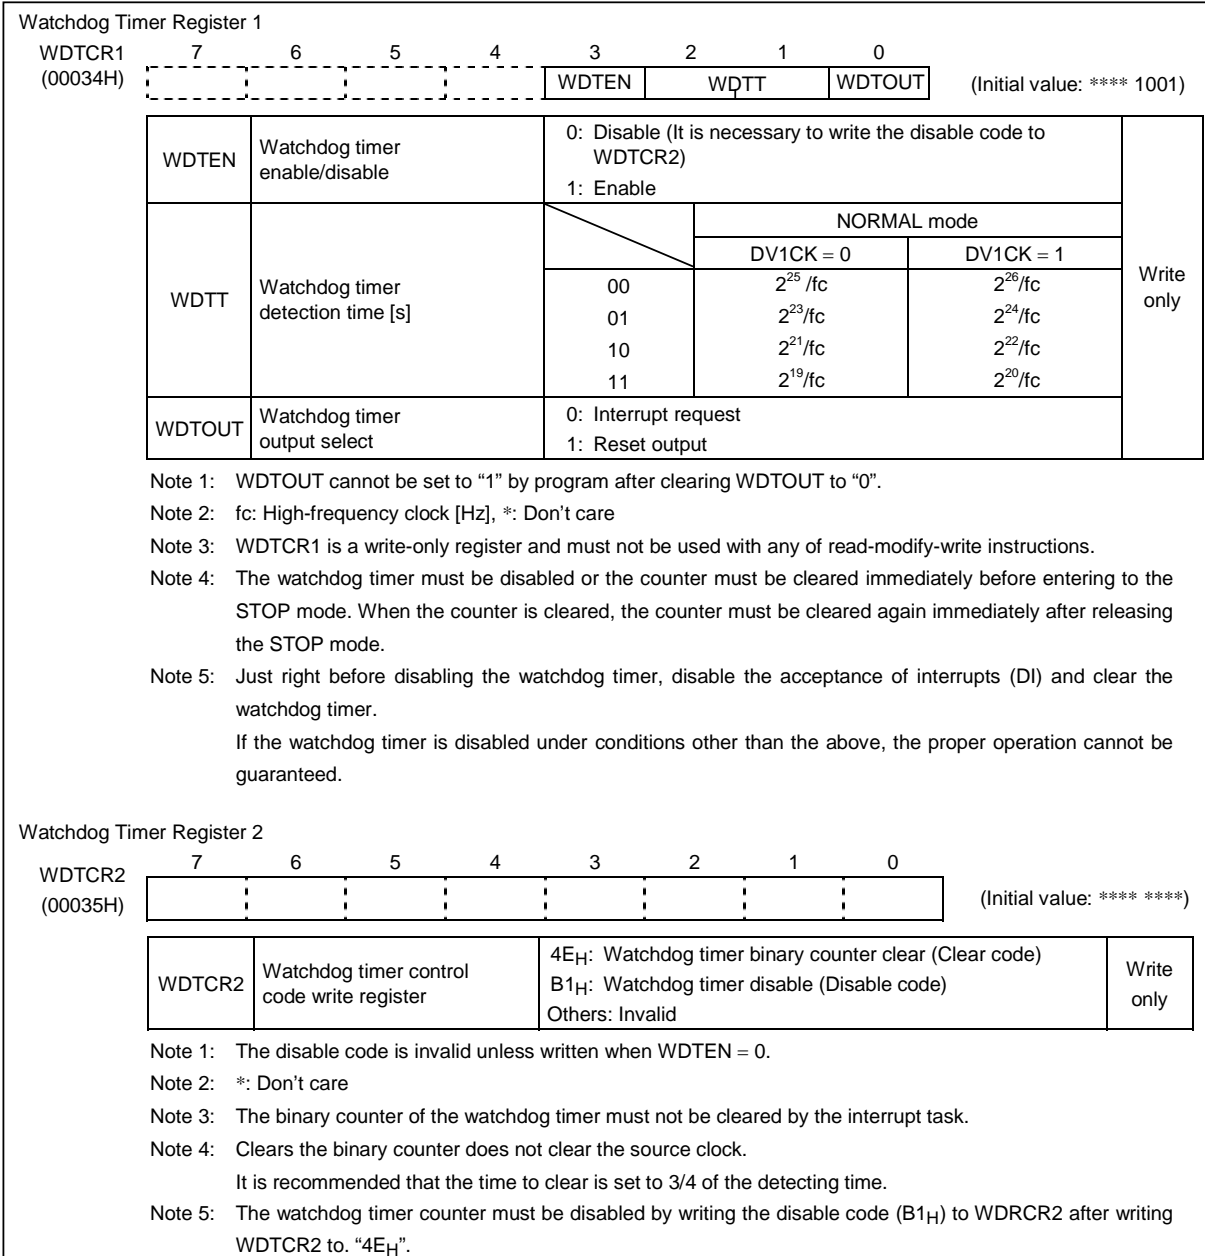 Watchdog Timer Register 1
WDTCR1 7 6 5 4 3 2 1 0
(00034H) WDTEN WDTT WDTOUT (Initial value: **** 1001)
WDTEN Watchdog timer enable/disable 0: Disable (It is necessary to write the disable code to
WDTCR2)
1: Enable
Write only
NORMAL mode
DV1CK = 0 DV1CK = 1
WDTT Watchdog timer
detection time [s]
00 2^25 /fc 2^26/fc
01 2^23/fc 2^24/fc
10 2^21/fc 2^22/fc
11 2^19/fc 2^20/fc
WDTOUT Watchdog timer
output select
0: Interrupt request
1: Reset output
Note 1: WDTOUT cannot be set to “1” by program after clearing WDTOUT to “0”.
Note 2: fc: High-frequency clock [Hz], *: Don’t care
Note 3: WDTCR1 is a write-only register and must not be used with any of read-modify-write instructions.
Note 4: The watchdog timer must be disabled or the counter must be cleared immediately before entering to the
STOP mode. When the counter is cleared, the counter must be cleared again immediately after releasing
the STOP mode.
Note 5: Just right before disabling the watchdog timer, disable the acceptance of interrupts (DI) and clear the
watchdog timer.
If the watchdog timer is disabled under conditions other than the above, the proper operation cannot be
guaranteed.
Watchdog Timer Register 2
WDTCR2 7 6 5 4 3 2 1 0
(00035H) (Initial value: **** ****)
WDTCR2 Watchdog timer control
code write register
4EH: Watchdog timer binary counter clear (Clear code)
B1H: Watchdog timer disable (Disable code)
Others: Invalid
Write
only
Note 1: The disable code is invalid unless written when WDTEN = 0.
Note 2: *: Don’t care
Note 3: The binary counter of the watchdog timer must not be cleared by the interrupt task.
Note 4: Clears the binary counter does not clear the source clock.
It is recommended that the time to clear is set to 3/4 of the detecting time.
Note 5: The watchdog timer counter must be disabled by writing the disable code (B1H) to WDRCR2 after writing
WDTCR2 to. “4EH”.